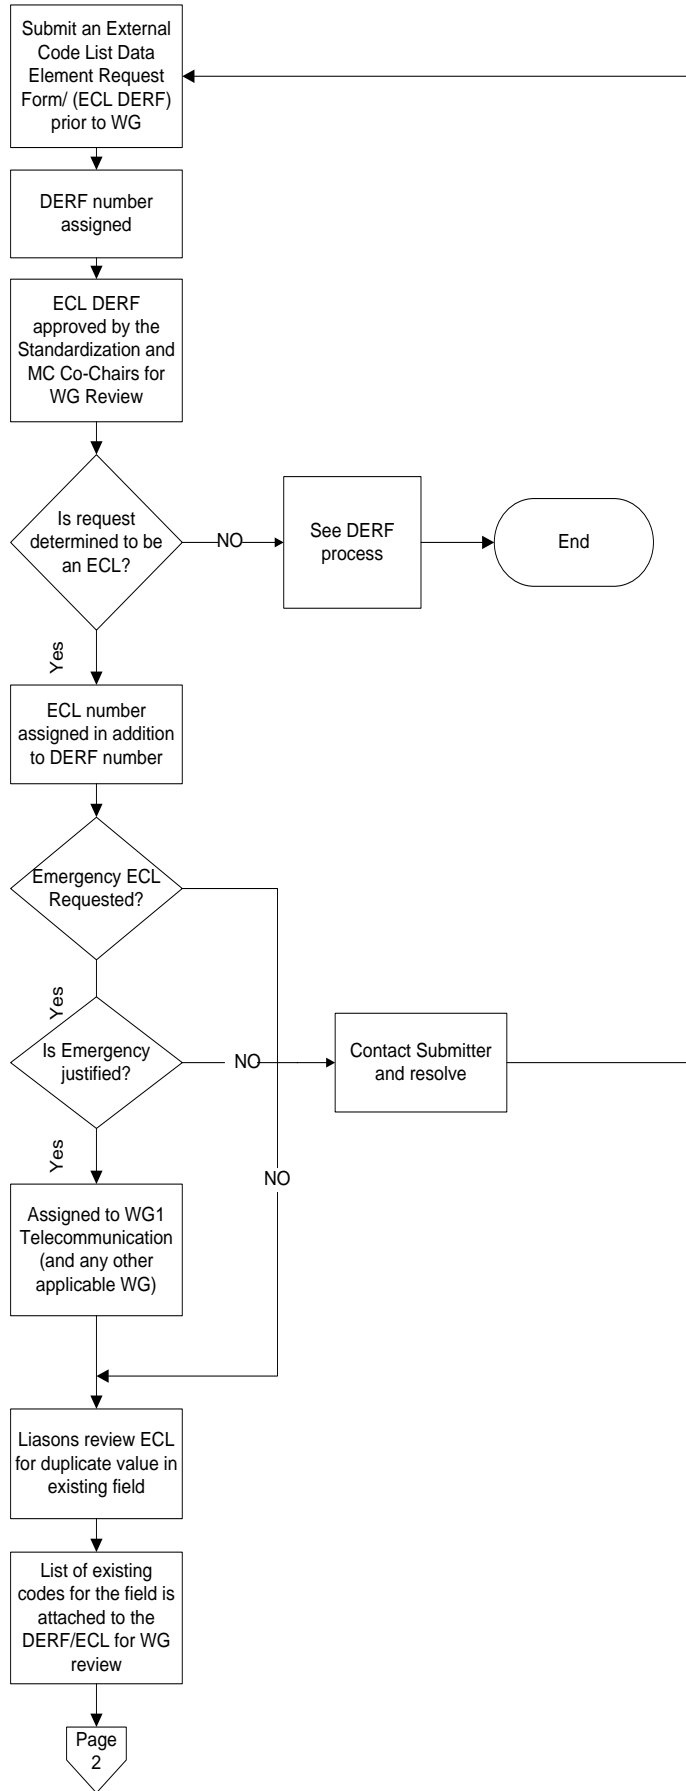 Submit an External
Code List Data
Element Request
Form/ (ECL DERF)
prior to WG
DERF number
assigned
ECL DERF
approved by the
Standardization and
MC Co-Chairs for
WG Review
Is request
determined to be
an ECL?
NO
See DERF
process
End
Yes
ECL number
assigned in addition
to DERF number
Emergency ECL
Requested?
Yes
Is Emergency
justified?
NO
Contact Submitter
and resolve
Yes
NO
Assigned to WG1
Telecommunication
(and any other
applicable WG)
Liasons review ECL
for duplicate value in
existing field
List of existing
codes for the field is
attached to the
DERF/ECL for WG
review
Page
2